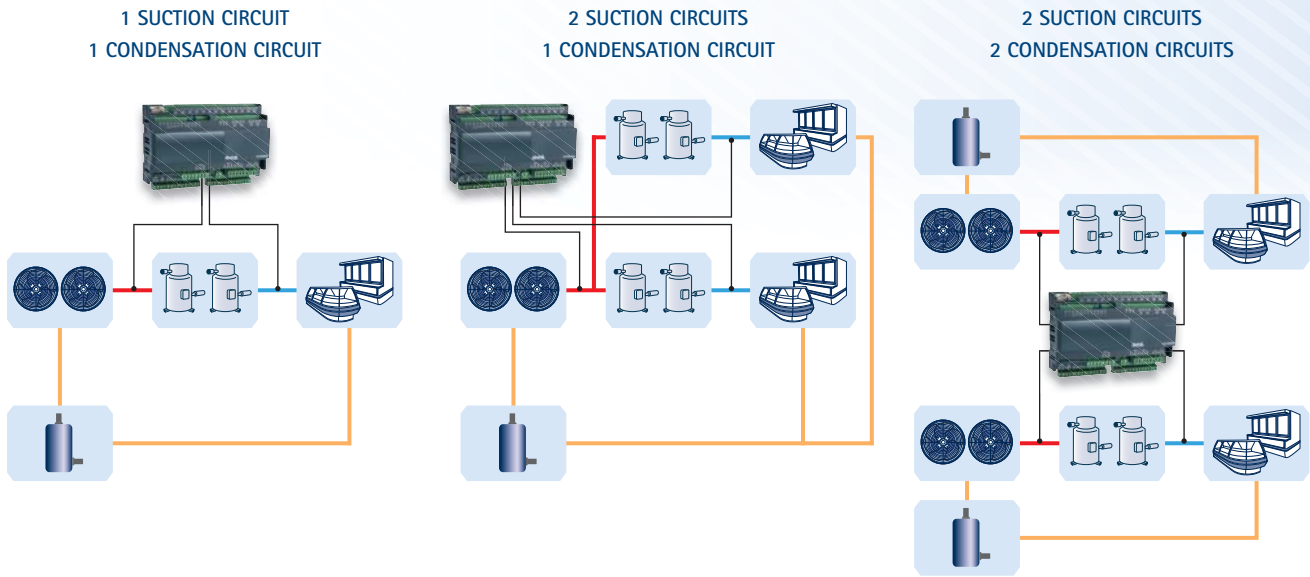 1 SUCTION CIRCUIT
1 CONDENSATION CIRCUIT
2 SUCTION CIRCUITS
1 CONDENSATION CIRCUIT
2 SUCTION CIRCUITS
2 CONDENSATION CIRCUITS